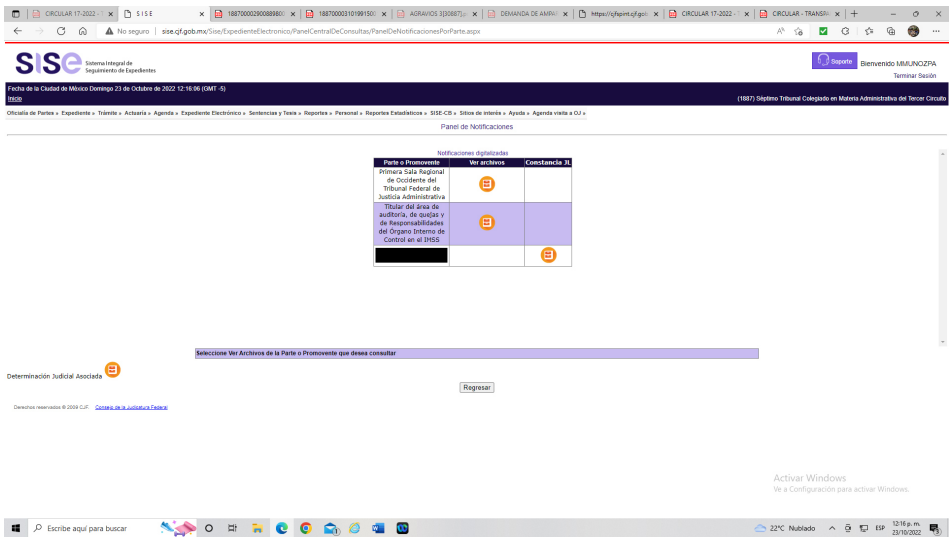 CIRCULAR 17-2022 -
S I S E
1887000002900889800
1887000003101991500
AGRAVIOS 3[30887].
DEMANDA DE AMPAR
https://cjfspint.cjf.gob.
CIRCULAR 17-2022 -
CIRCULAR - TRANSPA
No seguro | sise.cjf.gob.mx/Sise/ExpedienteElectronico/PanelCentralDeConsultas/PanelDeNotificacionesPorParte.aspx
SISe
Sistema Integral de
Seguimiento de Expedientes
Soporte
Bienvenido MMUNOZPA
Terminar Sesión
Fecha de la Ciudad de México Domingo 23 de Octubre de 2022 12:16:06 (GMT -5)
Inicio
(1887) Séptimo Tribunal Colegiado en Materia Administrativa del Tercer Circuito
Oficialía de Partes » Expediente » Trámite » Actuaría » Agenda » Expediente Electrónico » Sentencias y Tesis » Reportes » Personal » Reportes Estadísticos » SISE-CB » Sitios de interés » Ayuda » Agenda visita a OJ »
Panel de Notificaciones
Notificaciones digitalizadas
Parte o Promovente Ver archivos Constancia JL
Primera Sala Regional
de Occidente del
Tribunal Federal de
Justicia Administrativa
Titular del área de
auditoría, de quejas y
de Responsabilidades
del Órgano Interno de
Control en el IMSS
Seleccione Ver Archivos de la Parte o Promovente que desea consultar
Determinación Judicial Asociada
Regresar
Derechos reservados © 2009 CJF. Consejo de la Judicatura Federal
Activar Windows
Ve a Configuración para activar Windows.
Escribe aquí para buscar
22°C Nublado
ESP
12:16 p. m.
23/10/2022